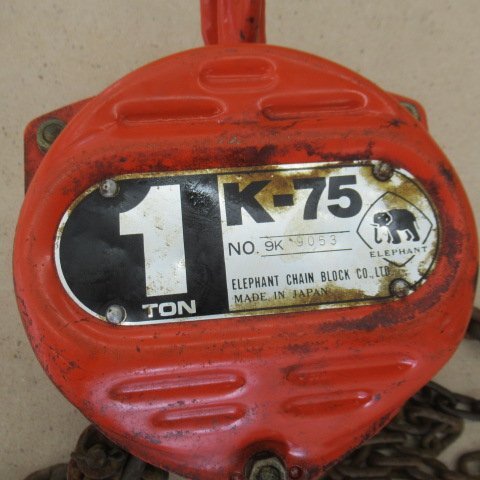 1
TON
K-75
NO. 9K 9053
ELEPHANT
ELEPHANT CHAIN BLOCK CO., LTD.
MADE IN JAPAN